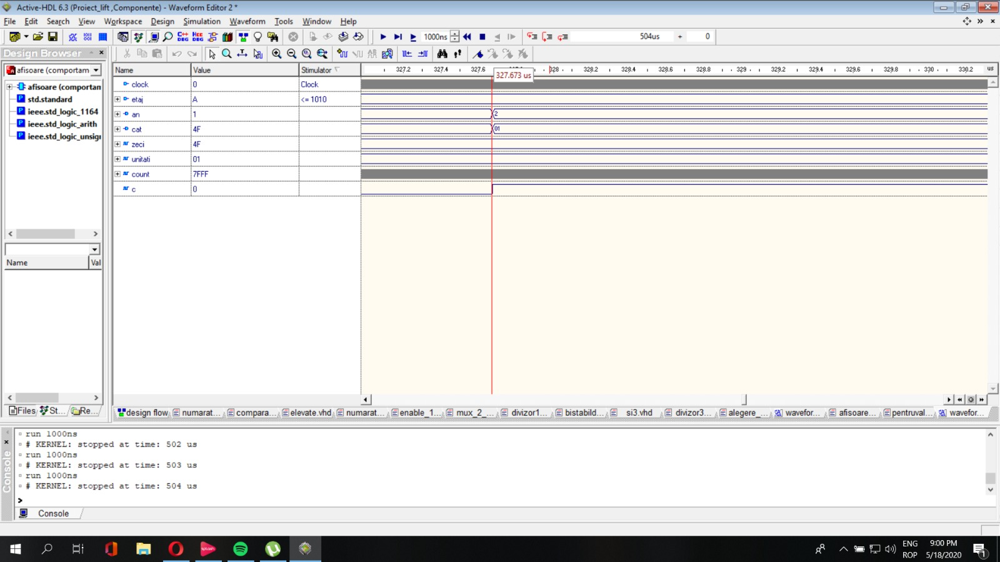 Active-HDL 6.3 (Proiect_lift ,Componente) - Waveform Editor 2 *
File Edit Search View Workspace Design Simulation Waveform Tools Window Help
1000ns 504us + 0
Design Browser
afisoare (comportam
afisoare (comportan
std.standard
ieee.std_logic_1164
ieee.std_logic_arith
ieee.std_logic_unsigr
Name Val
Files St... Re...
Name Value Stimulator
327.2 327.4 327.6 328 328.2 328.4 328.6 328.8 329 329.2 329.4 329.6 329.8 330 330.2 us
327.673 us
clock 0 Clock
etaj A <= 1010
an 1 2
cat 4F 01
zeci 4F
unitati 01
count 7FFF
c 0
design flow numarat... compara... elevate.vhd numarat... enable_1... mux_2_... divizor1... bistabild... si3.vhd divizor3... alegere_... wavefor... afisoare... pentruval... wavefor...
run 1000ns
# KERNEL: stopped at time: 502 us
run 1000ns
# KERNEL: stopped at time: 503 us
run 1000ns
# KERNEL: stopped at time: 504 us
>
Console
Console
splash
ENG
ROP
9:00 PM
5/18/2020
1